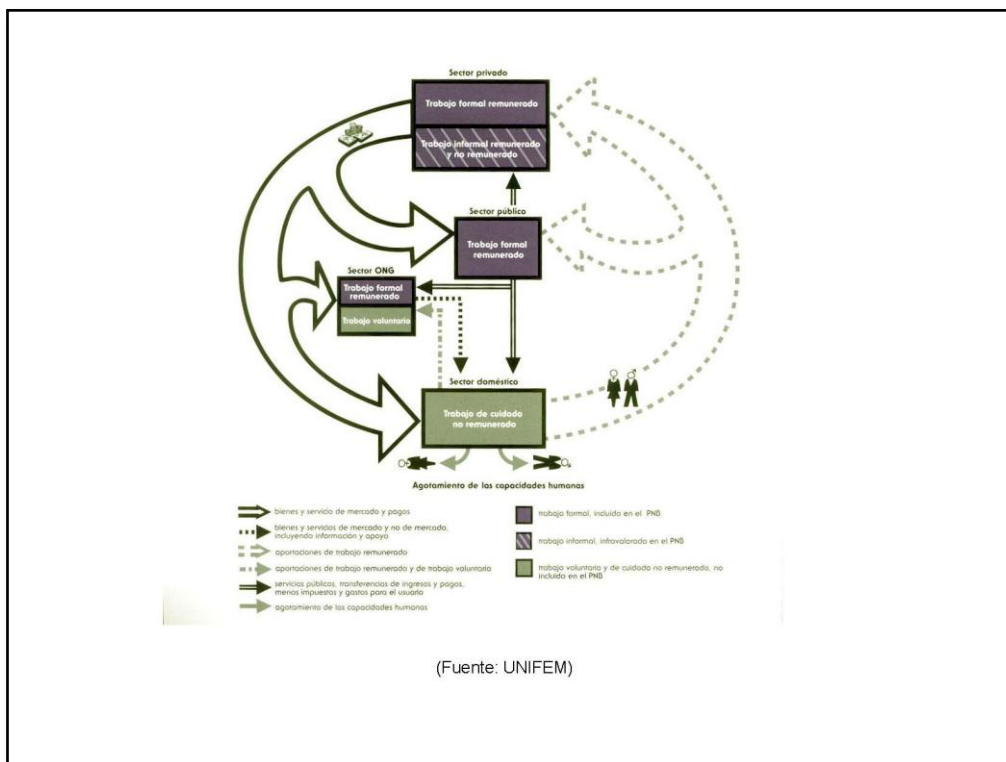 Sector privado
Trabajo formal remunerado
Trabajo informal remunerado
y no remunerado
Sector público
Trabajo formal
remunerado
Sector ONG
Trabajo formal
remunerado
Trabajo voluntario
Sector doméstico
Trabajo de cuidado
no remunerado
Agotamiento de las capacidades humanas
bienes y servicio de mercado y pagos
bienes y servicios de mercado y no de mercado,
incluyendo información y apoyo
aportaciones de trabajo remunerado
aportaciones de trabajo remunerado y de trabajo voluntario
servicios públicos, transferencias de ingresos y pagos,
menos impuestos y gastos para el usuario
agotamiento de las capacidades humanas
trabajo formal, incluido en el PNB
trabajo informal, infravalorado en el PNB
trabajo voluntario y de cuidado no remunerado, no
incluido en el PNB
(Fuente: UNIFEM)